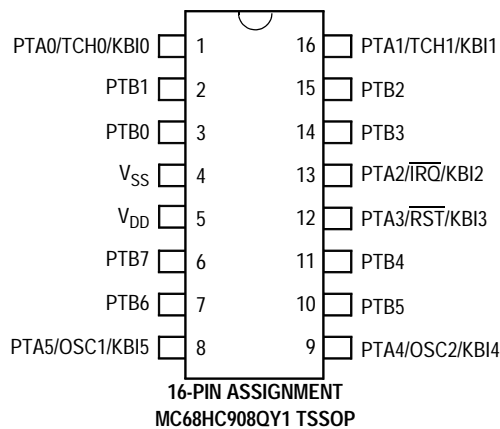 PTA0/TCH0/KBI0 1 16 PTA1/TCH1/KBI1
PTB1 2 15 PTB2
PTB0 3 14 PTB3
VSS 4 13 PTA2/I̅R̅Q̅/KBI2
VDD 5 12 PTA3/R̅S̅T̅/KBI3
PTB7 6 11 PTB4
PTB6 7 10 PTB5
PTA5/OSC1/KBI5 8 9 PTA4/OSC2/KBI4
16-PIN ASSIGNMENT
MC68HC908QY1 TSSOP